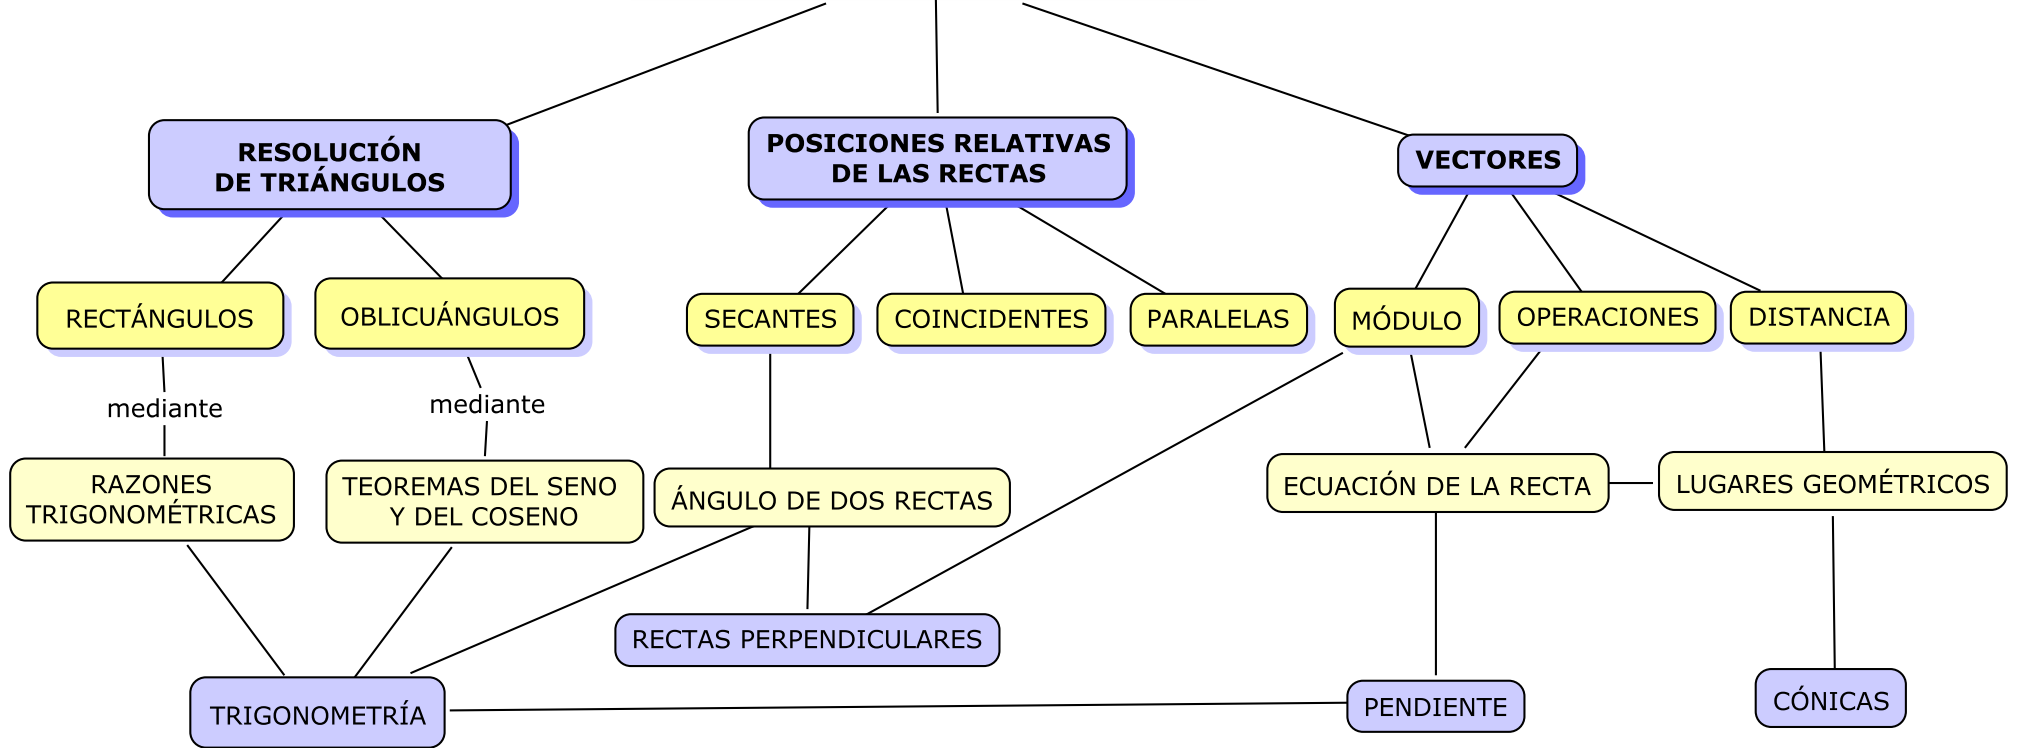 RESOLUCIÓN
DE TRIÁNGULOS
POSICIONES RELATIVAS
DE LAS RECTAS
VECTORES
RECTÁNGULOS
OBLICUÁNGULOS
SECANTES
COINCIDENTES
PARALELAS
MÓDULO
OPERACIONES
DISTANCIA
mediante
mediante
RAZONES
TRIGONOMÉTRICAS
TEOREMAS DEL SENO
Y DEL COSENO
ÁNGULO DE DOS RECTAS
ECUACIÓN DE LA RECTA
LUGARES GEOMÉTRICOS
RECTAS PERPENDICULARES
TRIGONOMETRÍA
PENDIENTE
CÓNICAS